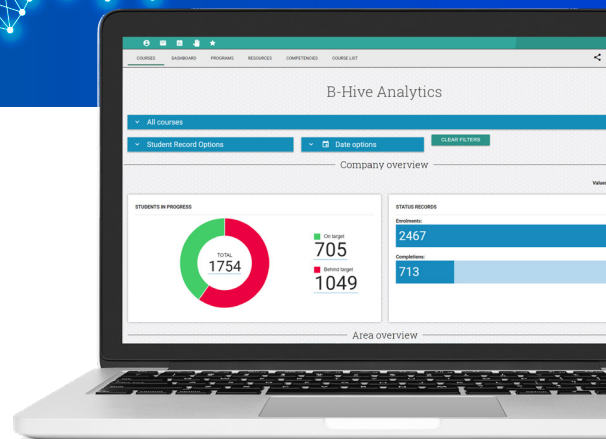 COURSES DASHBOARD PROGRAMS RESOURCES COMPETENCIES COURSE LIST
B-Hive Analytics
All courses
Student Record Options
Date options
CLEAR FILTERS
Company overview
STUDENTS IN PROGRESS
TOTAL
1754
On target
705
Behind target
1049
STATUS RECORDS
Enrolments:
2467
Completions:
713
Area overview